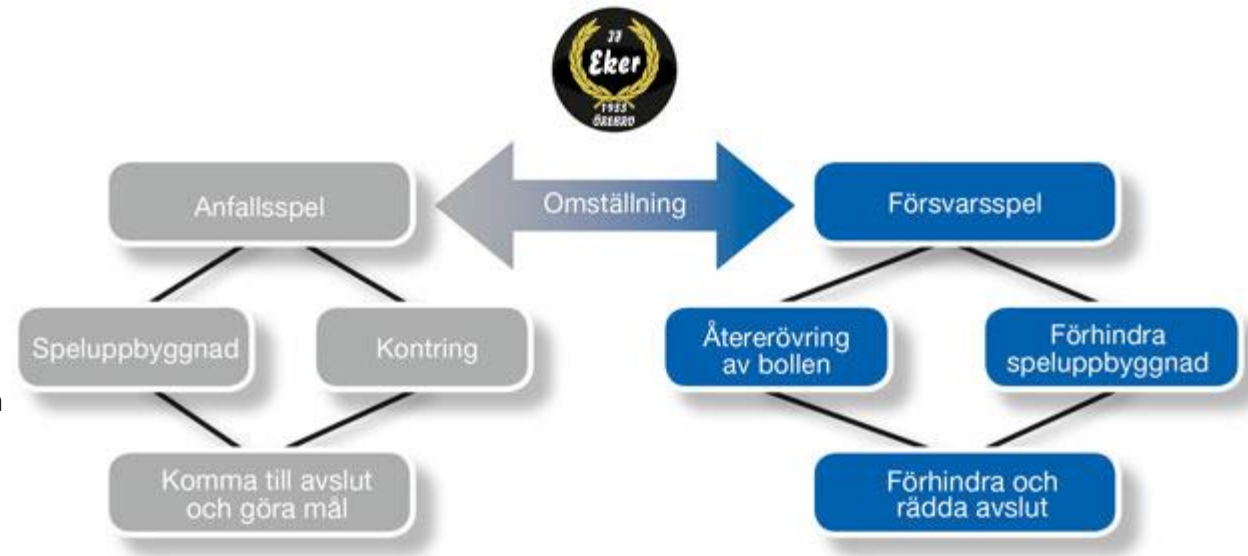 IF
Eker
1933
ÖREBRO
Anfallsspel
Omställning
Försvarsspel
Speluppbyggnad
Kontring
Återerövring
av bollen
Förhindra
speluppbyggnad
Komma till avslut
och göra mål
Förhindra och
rädda avslut